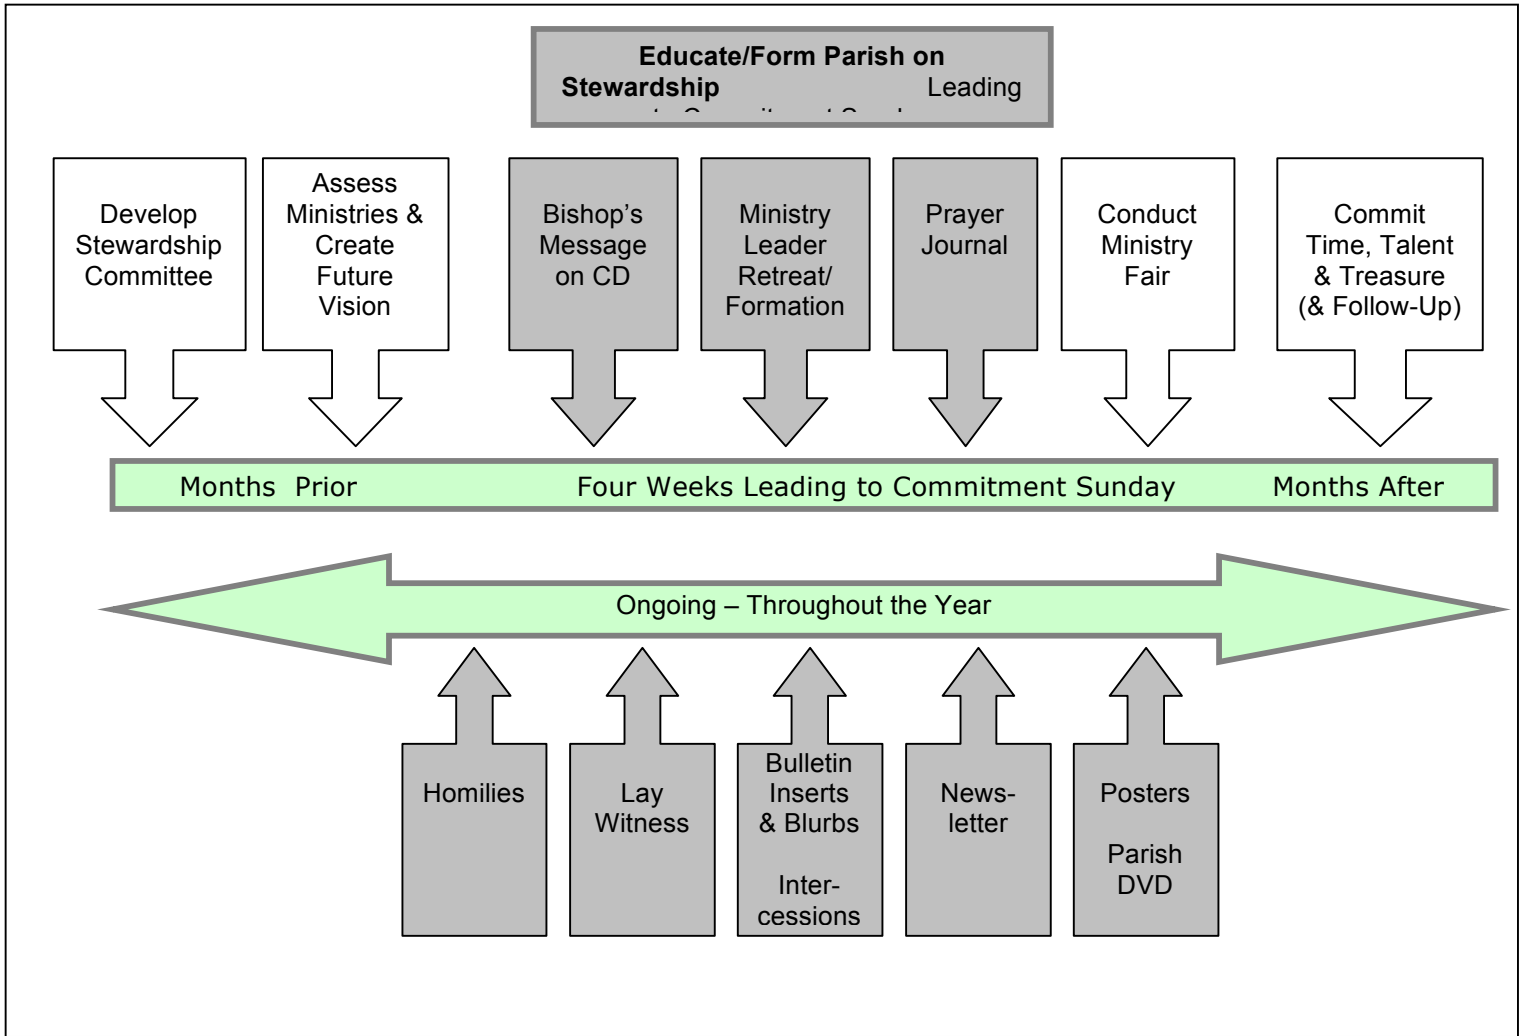 Educate/Form Parish on
Stewardship Leading
Develop
Stewardship
Committee
Assess
Ministries &
Create
Future
Vision
Bishop’s
Message
on CD
Ministry
Leader
Retreat/
Formation
Prayer
Journal
Conduct
Ministry
Fair
Commit
Time, Talent
& Treasure
(& Follow-Up)
Months Prior
Four Weeks Leading to Commitment Sunday
Months After
Ongoing – Throughout the Year
Homilies
Lay
Witness
Bulletin
Inserts
& Blurbs
Inter-
cessions
News-
letter
Posters
Parish
DVD